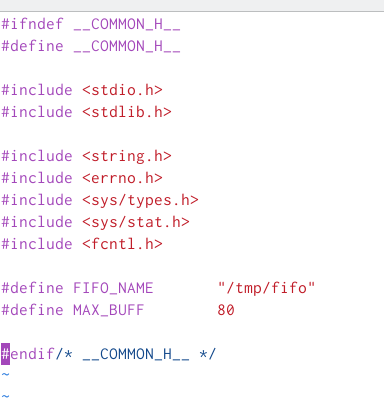 #ifndef __COMMON_H__
#define __COMMON_H__
#include <stdio.h>
#include <stdlib.h>
#include <string.h>
#include <errno.h>
#include <sys/types.h>
#include <sys/stat.h>
#include <fcntl.h>
#define FIFO_NAME       "/tmp/fifo"
#define MAX_BUFF        80
#endif/* __COMMON_H__ */
~
~